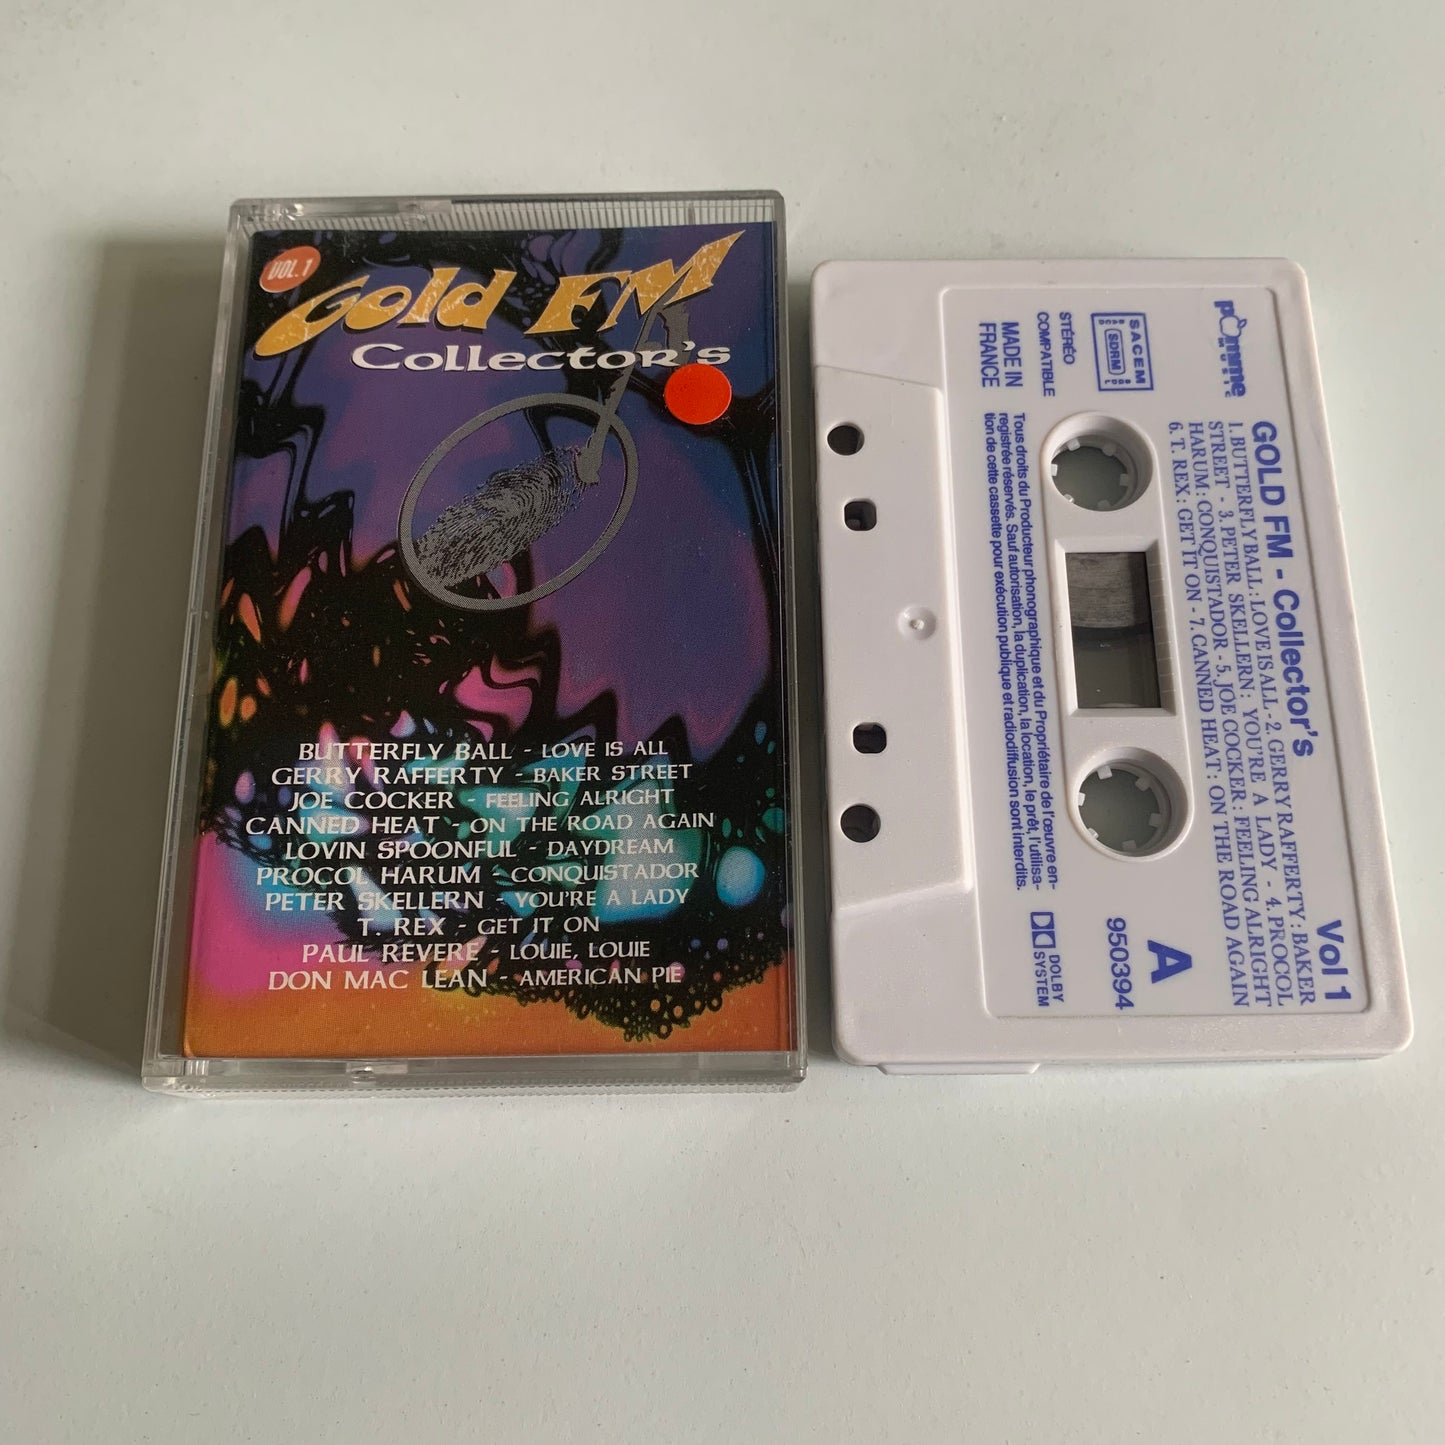 VOL. 1
Gold FM
Collector's
BUTTERFLY BALL - LOVE IS ALL
GERRY RAFFERTY - BAKER STREET
JOE COCKER - FEELING ALRIGHT
CANNED HEAT - ON THE ROAD AGAIN
LOVIN SPOONFUL - DAYDREAM
PROCOL HARUM - CONQUISTADOR
PETER SKELLERN - YOU'RE A LADY
T. REX - GET IT ON
PAUL REVERE - LOUIE, LOUIE
DON MAC LEAN - AMERICAN PIE
pomme
MUSIC
GOLD FM - Collector's Vol 1
1. BUTTERFLY BALL : LOVE IS ALL - 2. GERRY RAFFERTY : BAKER
STREET - 3. PETER SKELLERN : YOU'RE A LADY - 4. PROCOL
HARUM : CONQUISTADOR - 5. JOE COCKER : FEELING ALRIGHT
6. T. REX : GET IT ON - 7. CANNED HEAT : ON THE ROAD AGAIN
SACEM
SDRM
STÉRÉO
COMPATIBLE
MADE IN
FRANCE
A
950394
DOLBY
SYSTEM
Tous droits du Producteur phonographique et du Propriétaire de l'œuvre en-
registrée réservés. Sauf autorisation, la duplication, la location, le prêt, l'utilisa-
tion de cette cassette pour exécution publique et radiodiffusion sont interdits.